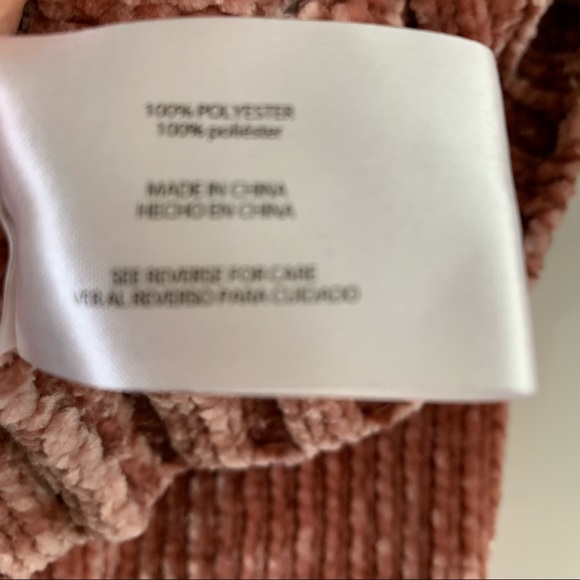 100% POLYESTER
100% poliéster
MADE IN CHINA
HECHO EN CHINA
SEE REVERSE FOR CARE
VER AL REVERSO PARA CUIDADO